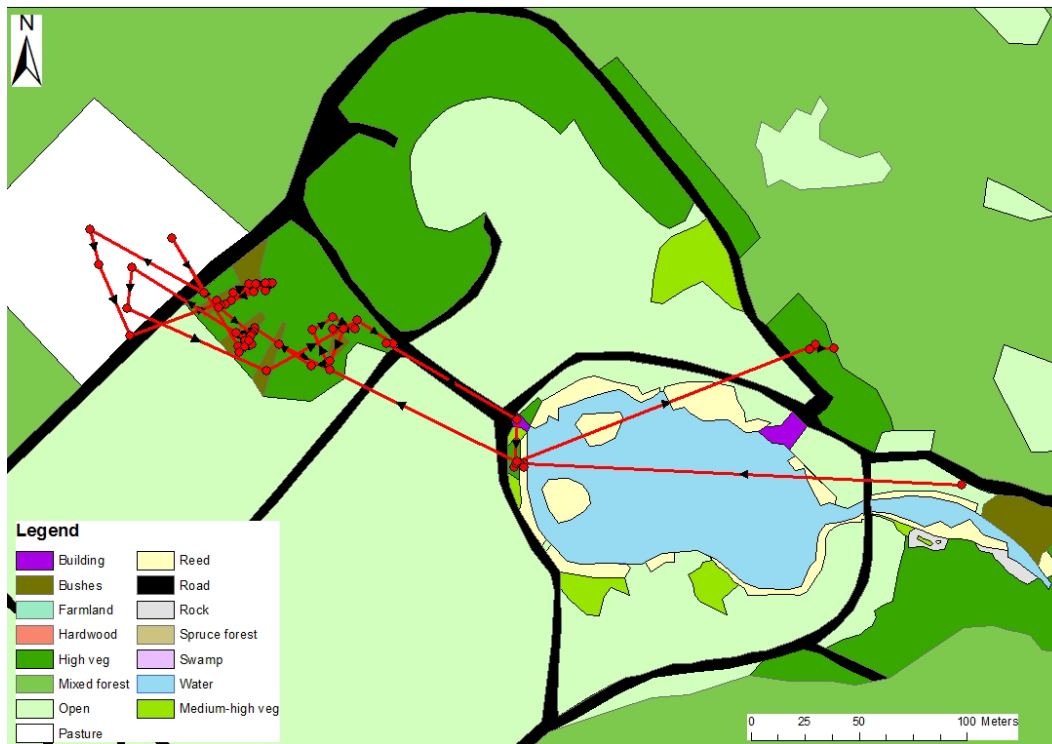 N
Legend
Building
Bushes
Farmland
Hardwood
High veg
Mixed forest
Open
Pasture
Reed
Road
Rock
Spruce forest
Swamp
Water
Medium-high veg
0 25 50 100 Meters